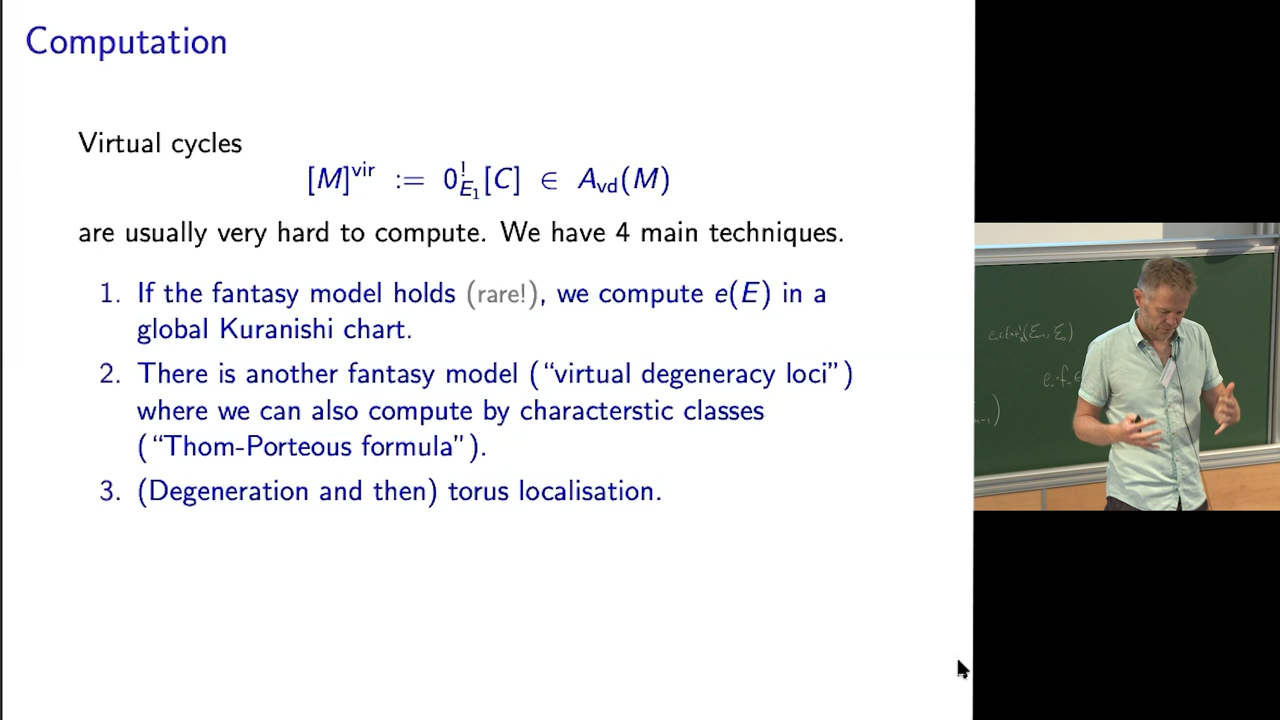 Computation
Virtual cycles
[M]^vir := 0^!_{E_1}[C] ∈ A_vd(M)
are usually very hard to compute. We have 4 main techniques.
1. If the fantasy model holds (rare!), we compute e(E) in a
global Kuranishi chart.
2. There is another fantasy model (“virtual degeneracy loci”)
where we can also compute by characterstic classes
(“Thom-Porteous formula”).
3. (Degeneration and then) torus localisation.